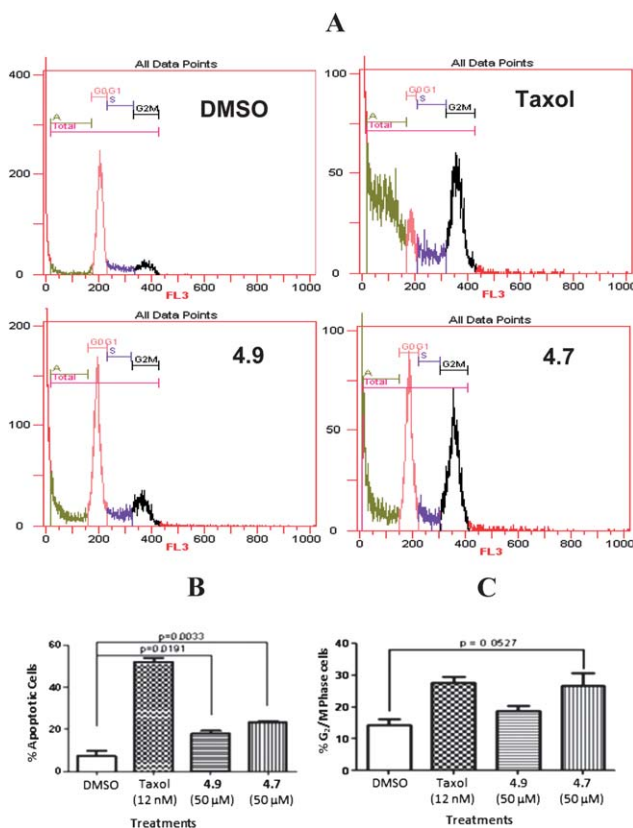 A
All Data Points
400
200
0
G0G1
S
G2M
A
Total
DMSO
0 200 400 600 800 1000
FL3
All Data Points
100
50
0
G0G1
S
G2M
A
Total
Taxol
0 200 400 600 800 1000
FL3
All Data Points
200
100
0
G0G1
S
G2M
A
Total
4.9
0 200 400 600 800 1000
FL3
All Data Points
100
50
0
G0G1
S
G2M
A
Total
4.7
0 200 400 600 800 1000
FL3
B
% Apoptotic Cells
60
40
20
0
p=0.0033
p=0.0191
DMSO Taxol 4.9 4.7
(12 nM) (50 µM) (50 µM)
Treatments
C
% G₂/M Phase cells
40
30
20
10
0
p = 0.0527
DMSO Taxol 4.9 4.7
(12 nM) (50 µM) (50 µM)
Treatments